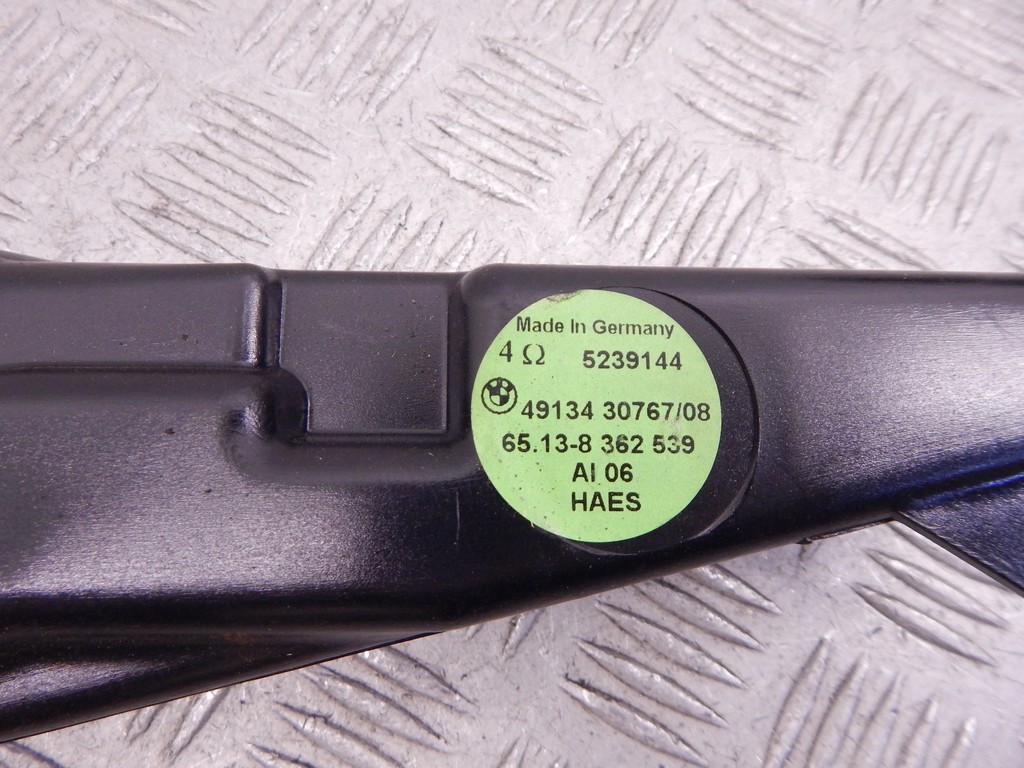 Made In Germany
4 Ω 5239144
49134 30767/08
65.13-8 362 539
AI 06
HAES